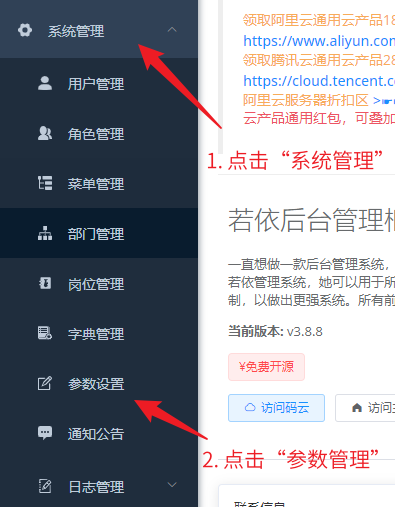 系统管理
用户管理
角色管理
菜单管理
部门管理
岗位管理
字典管理
参数设置
通知公告
日志管理
领取阿里云通用云产品18
https://www.aliyun.com
领取腾讯云通用云产品28
https://cloud.tencent.c
阿里云服务器折扣区 >☛
云产品通用红包，可叠加
1. 点击“系统管理”
若依后台管理框
一直想做一款后台管理系统，
若依管理系统，她可以用于所
制，以做出更强系统。所有前
当前版本: v3.8.8
¥免费开源
访问码云
访问主
2. 点击“参数管理”
联系信息